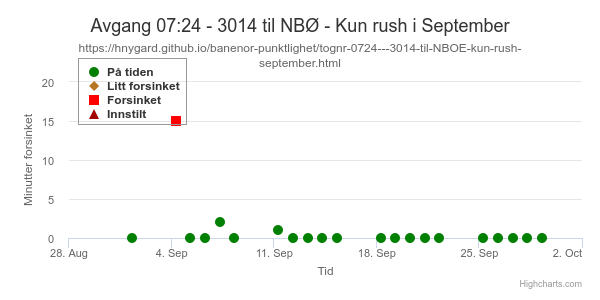 Avgang 07:24 - 3014 til NBØ - Kun rush i September
https://hnygard.github.io/banenor-punktlighet/tognr-0724---3014-til-NBOE-kun-rush-
september.html
På tiden
Litt forsinket
Forsinket
Innstilt
Minutter forsinket
20
15
10
5
0
28. Aug
4. Sep
11. Sep
18. Sep
25. Sep
2. Oct
Tid
Highcharts.com